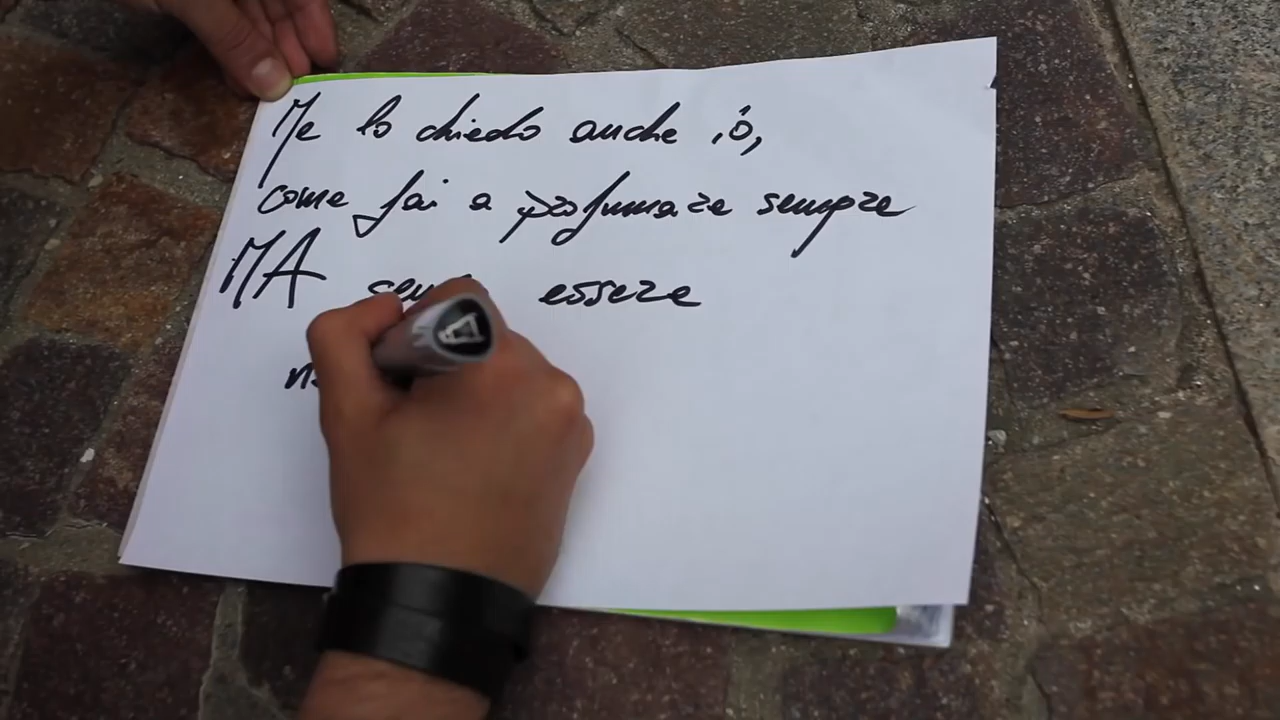 Me lo chiedo anche io,
come fai a profumare sempre
MA essere